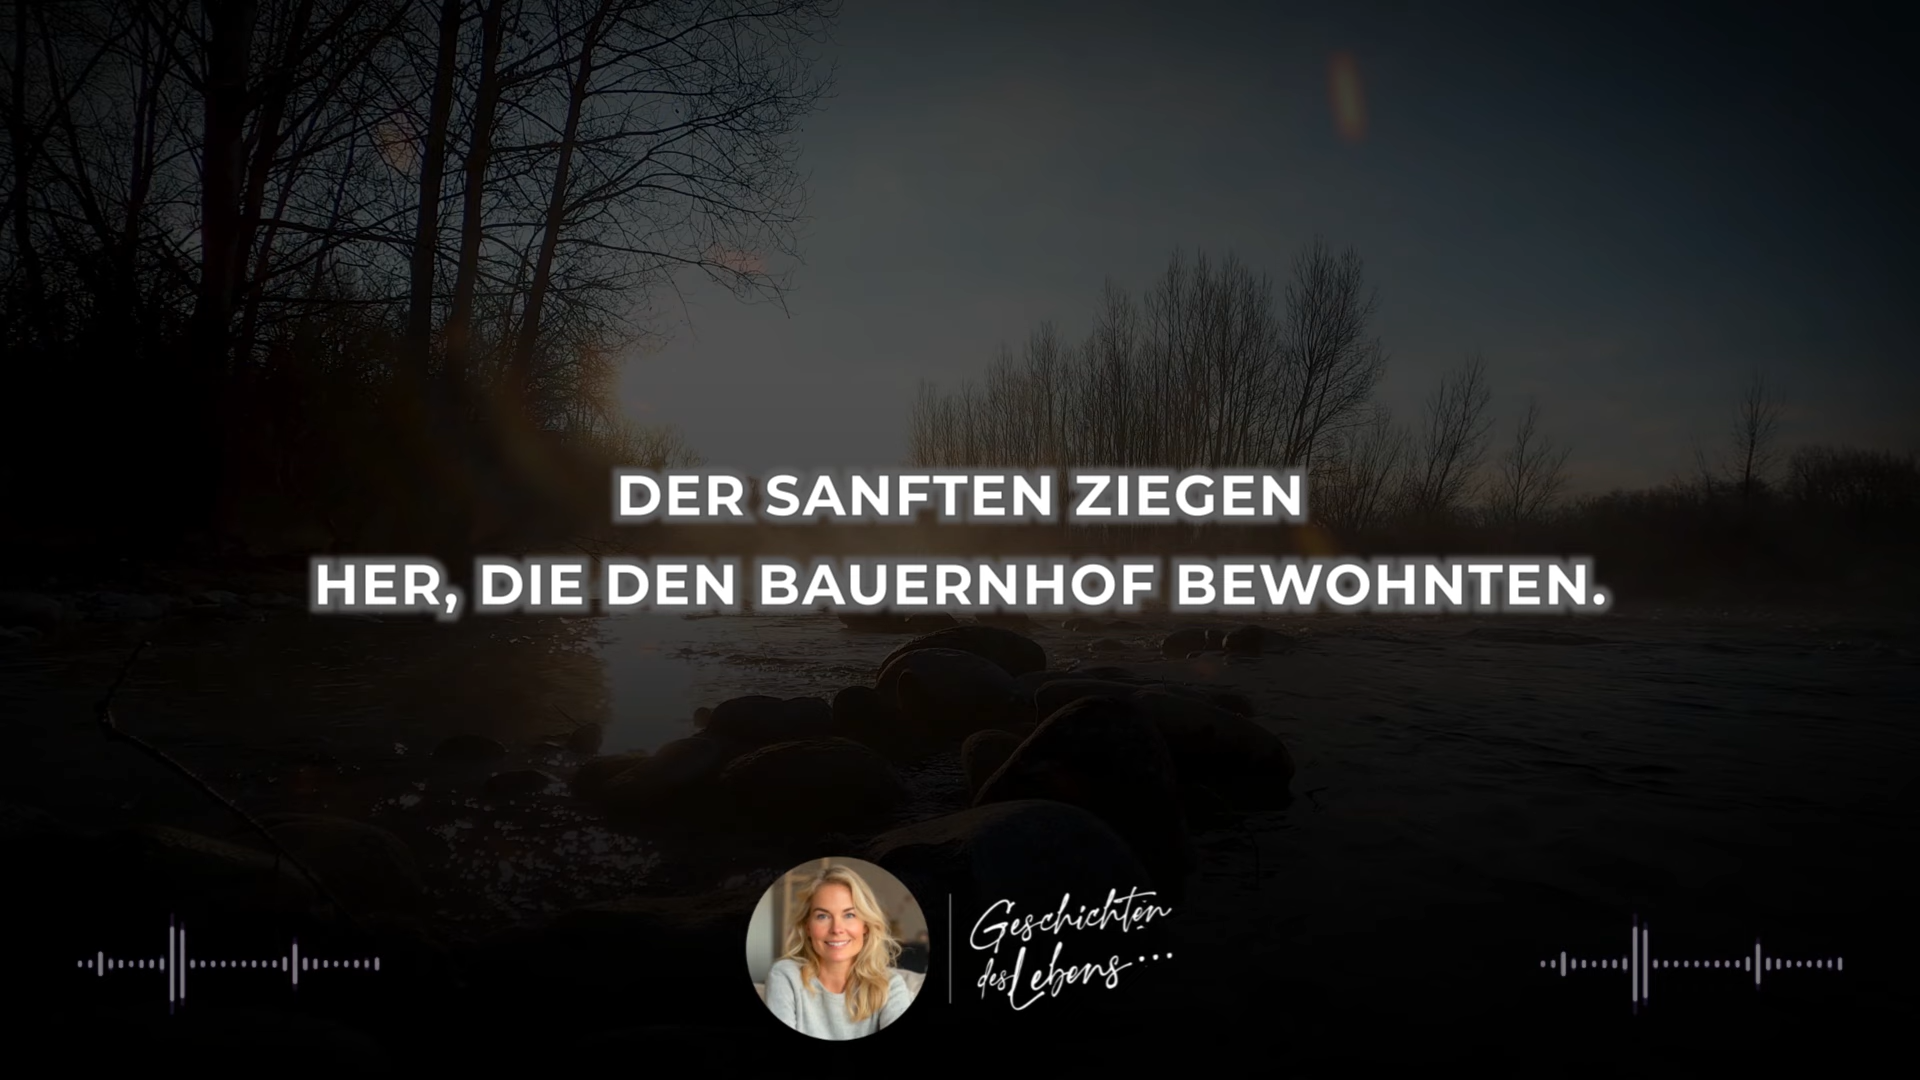 DER SANFTEN ZIEGEN
HER, DIE DEN BAUERNHOF BEWOHNTEN.
Geschichten
des Lebens...